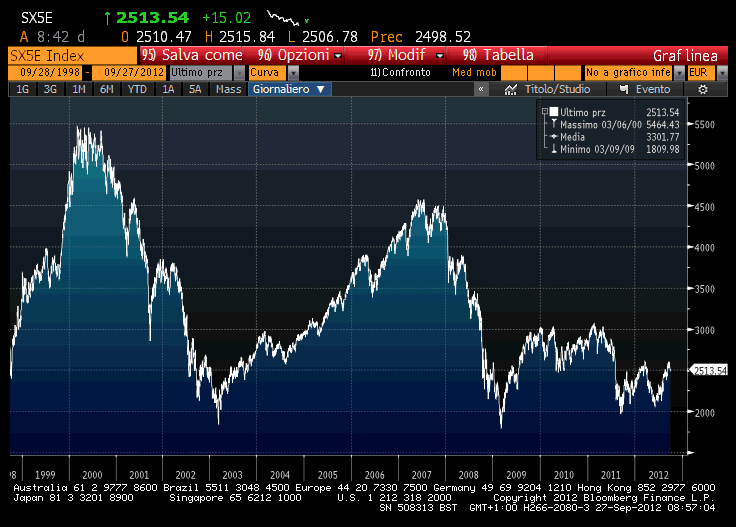 SX5E ↑ 2513.54 +15.02
A 8:42 d O 2510.47 H 2515.84 L 2506.78 Prec 2498.52
SX5E Index 95) Salva come 96) Opzioni 97) Modif 98) Tabella Graf linea
09/28/1998 - 09/27/2012 Ultimo prz Curva 11) Confronto Med mob No a grafico infe EUR
1G 3G 1M 6M YTD 1A 5A Mass Giornaliero ▼ « Titolo/Studio Evento
Ultimo prz 2513.54
Massimo 03/06/00 5464.43
Media 3301.77
Minimo 03/09/09 1809.98
5500
5000
4500
4000
3500
3000
2513.54
2000
98 1999 2000 2001 2002 2003 2004 2005 2006 2007 2008 2009 2010 2011 2012
Australia 61 2 9777 8600 Brazil 5511 3048 4500 Europe 44 20 7330 7500 Germany 49 69 9204 1210 Hong Kong 852 2977 6000
Japan 81 3 3201 8900 Singapore 65 6212 1000 U.S. 1 212 318 2000 Copyright 2012 Bloomberg Finance L.P.
SN 508313 BST GMT+1:00 H266-2080-3 27-Sep-2012 08:57:04